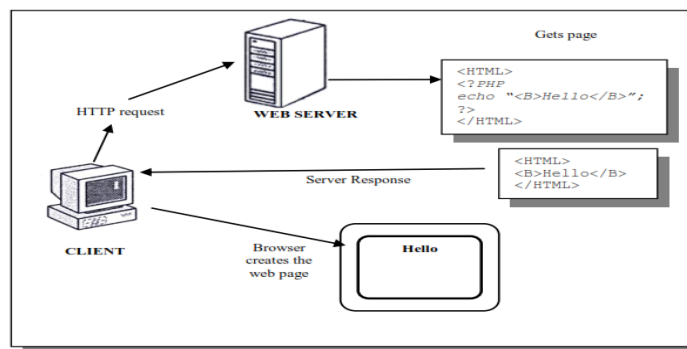 Gets page
<HTML>
<?PHP
echo “<B>Hello</B>”;
?>
</HTML>
HTTP request
WEB SERVER
<HTML>
<B>Hello</B>
</HTML>
Server Response
CLIENT
Browser
creates the
web page
Hello